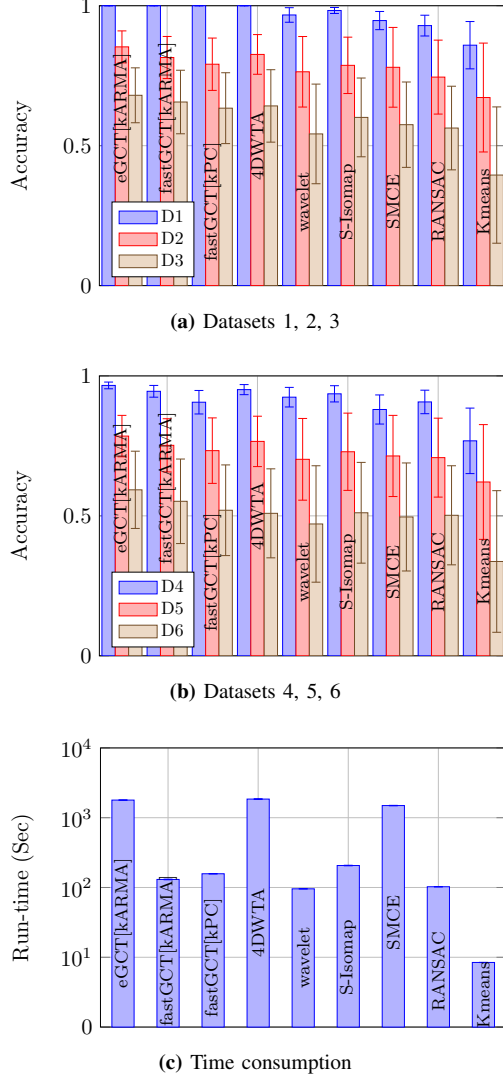 1
0.5
0
Accuracy
eGCT[kARMA]
fastGCT[kARMA]
fastGCT[kPC]
4DWTA
wavelet
S-Isomap
SMCE
RANSAC
Kmeans
D1
D2
D3
(a) Datasets 1, 2, 3
1
0.5
0
Accuracy
eGCT[kARMA]
fastGCT[kARMA]
fastGCT[kPC]
4DWTA
wavelet
S-Isomap
SMCE
RANSAC
Kmeans
D4
D5
D6
(b) Datasets 4, 5, 6
10^4
10^3
10^2
10^1
0
Run-time (Sec)
eGCT[kARMA]
fastGCT[kARMA]
fastGCT[kPC]
4DWTA
wavelet
S-Isomap
SMCE
RANSAC
Kmeans
(c) Time consumption